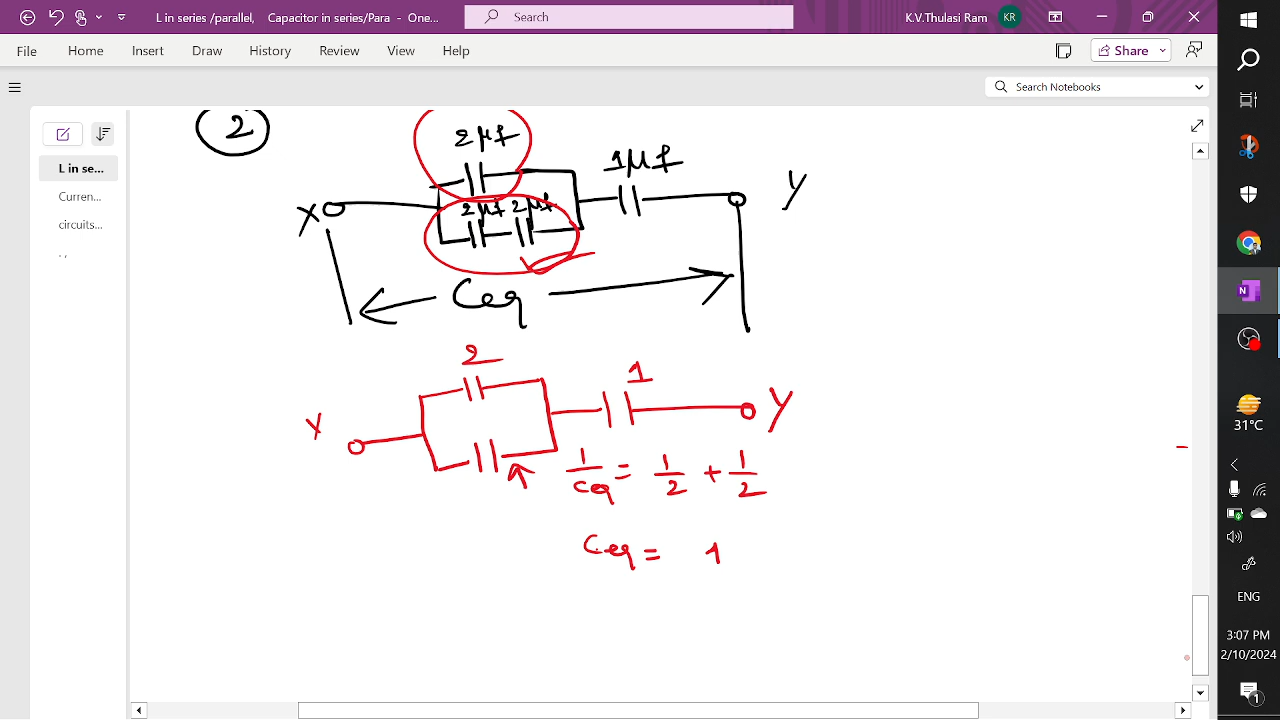 L in series /parallel, Capacitor in series/Para - One...
Search
K.V.Thulasi Ram
KR
File Home Insert Draw History Review View Help
Share
Search Notebooks
L in se...
Curren...
circuits...
2
2μf
1μf
X
Y
2μf 2μf
Ceq
2
1
X
Y
1/Ceq = 1/2 + 1/2
Ceq = 1
31°C
ENG
3:07 PM
2/10/2024
1